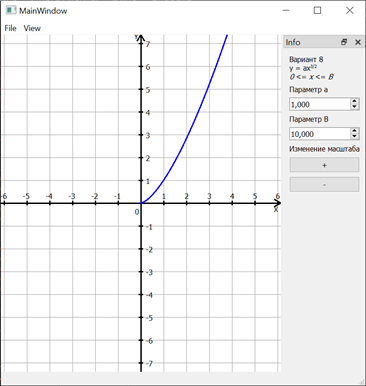 MainWindow
File View
Info
Вариант 8
y = ax^3/2
0 <= x <= B
Параметр a
1,000
Параметр B
10,000
Изменение масштаба
+
-
Y
7
6
5
4
3
2
1
-6 -5 -4 -3 -2 -1 0 1 2 3 4 5 6
X
-1
-2
-3
-4
-5
-6
-7